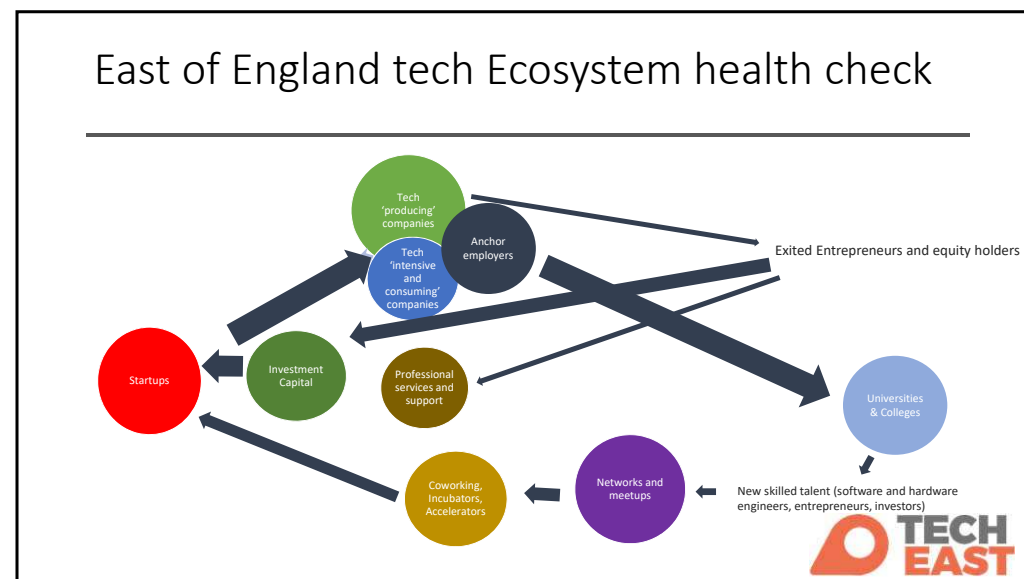 East of England tech Ecosystem health check
Tech
‘producing’
companies
Tech
‘intensive
and
consuming’
companies
Anchor
employers
Exited Entrepreneurs and equity holders
Startups
Investment
Capital
Professional
services and
support
Universities
& Colleges
Coworking,
Incubators,
Accelerators
Networks and
meetups
New skilled talent (software and hardware
engineers, entrepreneurs, investors)
TECH
EAST